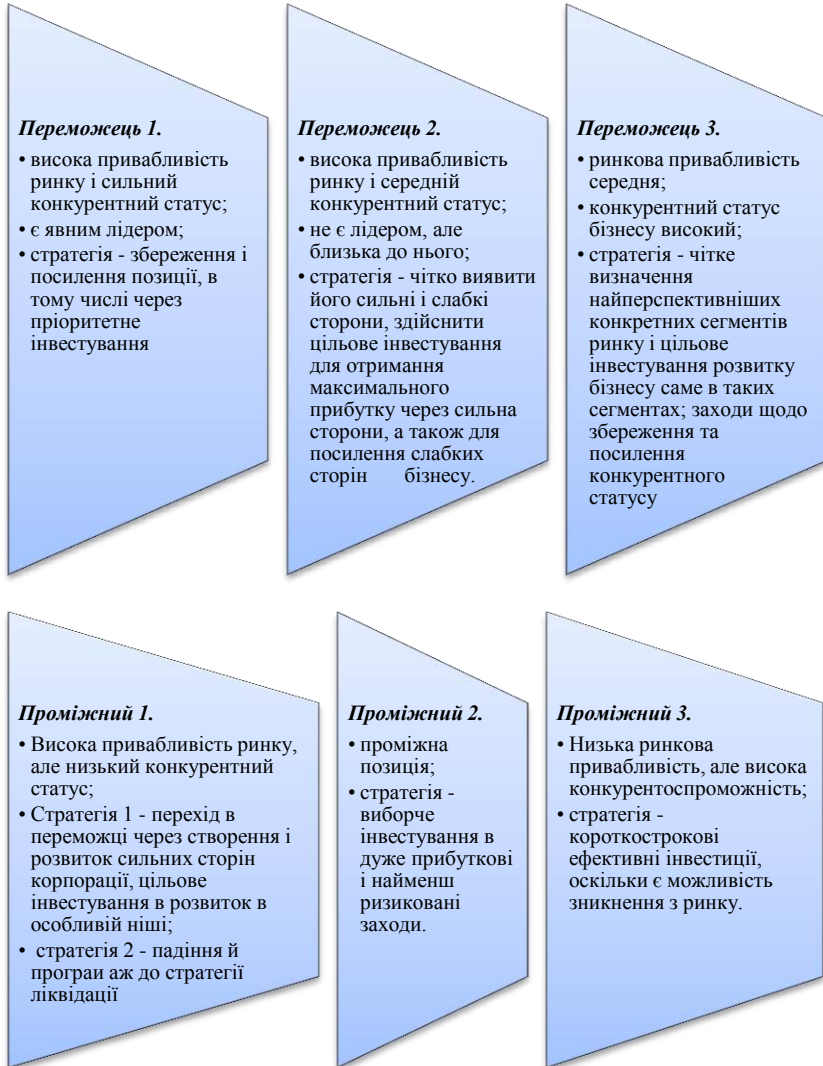 Переможець 1.
• висока привабливість
ринку і сильний
конкурентний статус;
• є явним лідером;
• стратегія - збереження і
посилення позиції, в
тому числі через
пріоритетне
інвестування
Переможець 2.
• висока привабливість
ринку і середній
конкурентний статус;
• не є лідером, але
близька до нього;
• стратегія - чітко виявити
його сильні і слабкі
сторони, здійснити
цільове інвестування
для отримання
максимального
прибутку через сильна
сторони, а також для
посилення слабких
сторін бізнесу.
Переможець 3.
• ринкова привабливість
середня;
• конкурентний статус
бізнесу високий;
• стратегія - чітке
визначення
найперспективніших
конкретних сегментів
ринку і цільове
інвестування розвитку
бізнесу саме в таких
сегментах; заходи щодо
збереження та
посилення
конкурентного
статусу
Проміжний 1.
• Висока привабливість ринку,
але низький конкурентний
статус;
• Стратегія 1 - перехід в
переможці через створення і
розвиток сильних сторін
корпорації, цільове
інвестування в розвиток в
особливій ніші;
• стратегія 2 - падіння й
програи аж до стратегії
ліквідації
Проміжний 2.
• проміжна
позиція;
• стратегія -
виборче
інвестування в
дуже прибуткові
і найменш
ризиковані
заходи.
Проміжний 3.
• Низька ринкова
привабливість, але висока
конкурентоспроможність;
• стратегія -
короткострокові
ефективні інвестиції,
оскільки є можливість
зникнення з ринку.